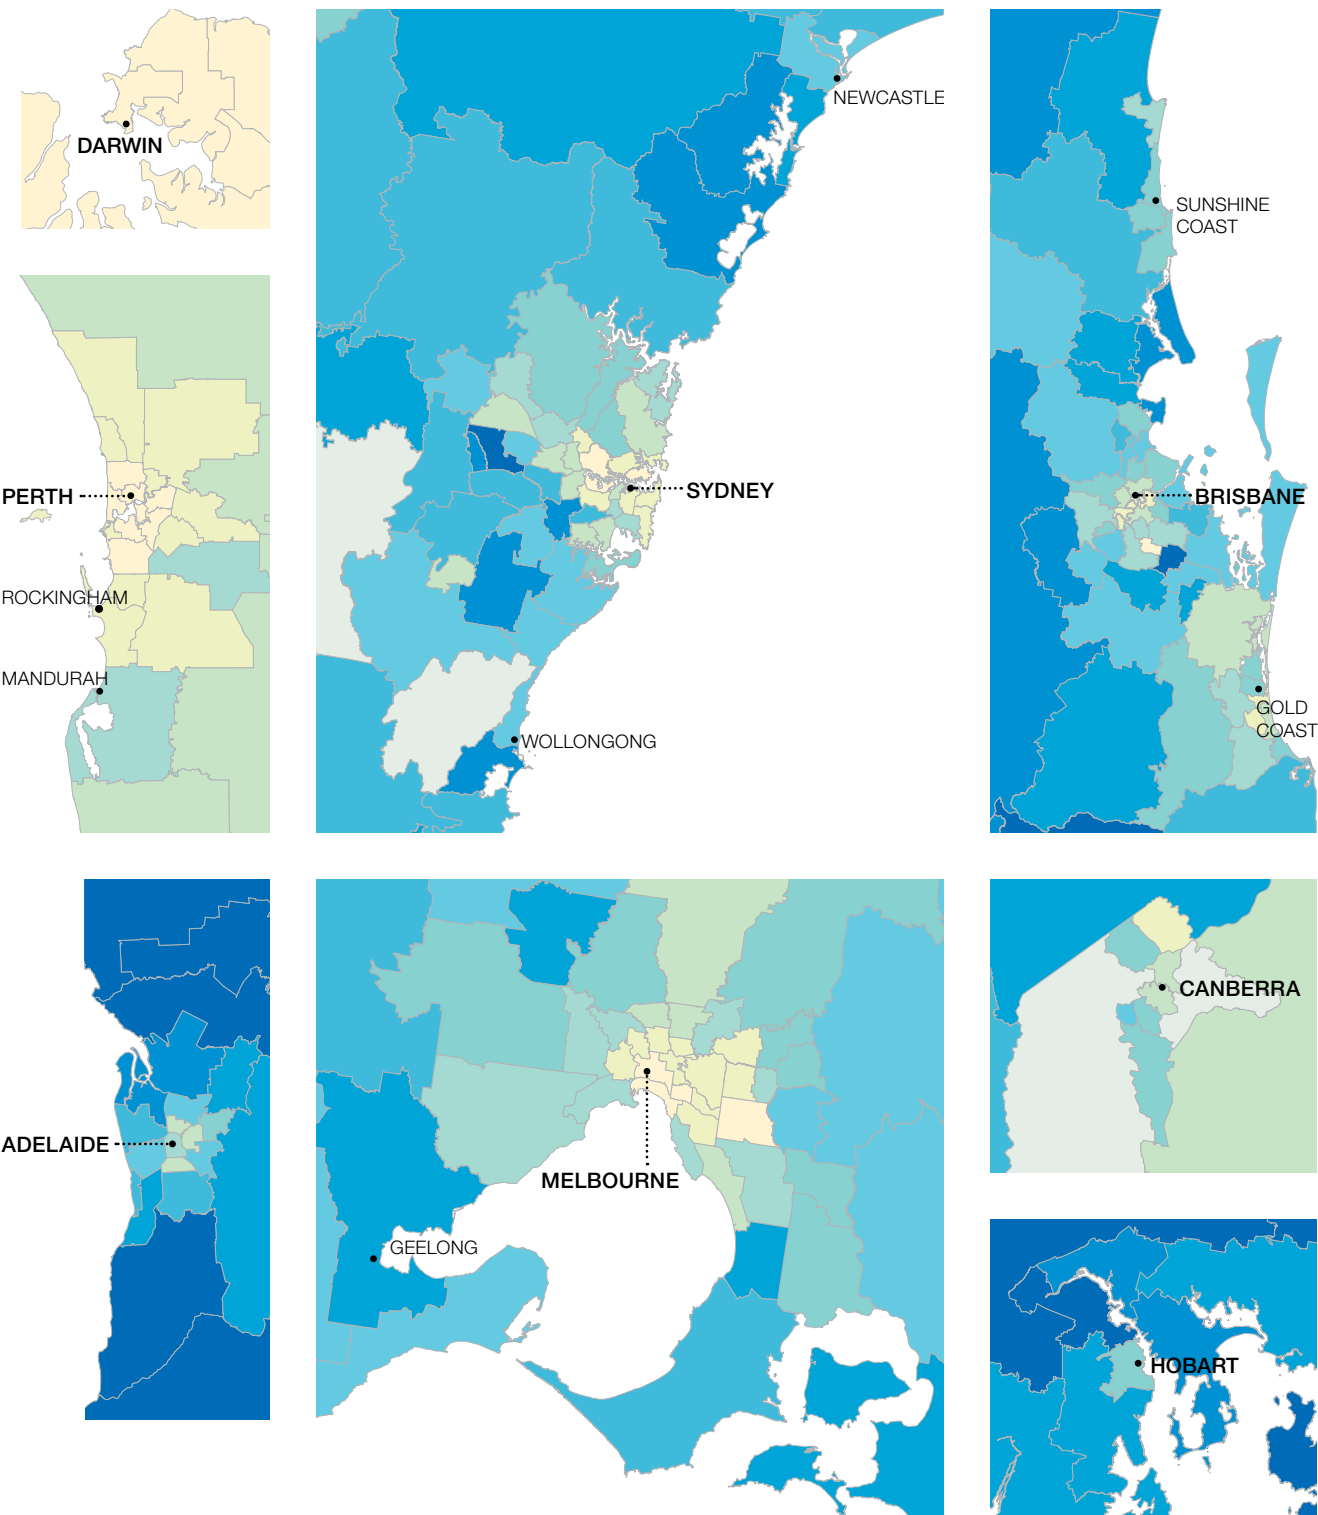 DARWIN
NEWCASTLE
SUNSHINE
COAST
PERTH
SYDNEY
BRISBANE
ROCKINGHAM
MANDURAH
GOLD
COAST
WOLLONGONG
CANBERRA
ADELAIDE
MELBOURNE
GEELONG
HOBART